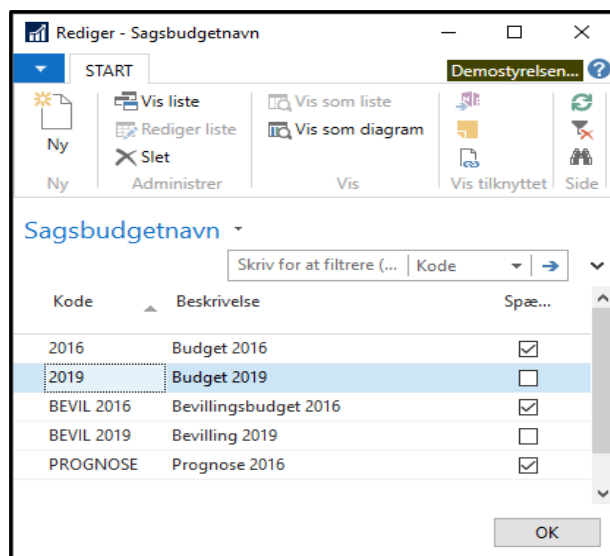 Rediger - Sagsbudgetnavn
START Demostyrelsen...
Vis liste Vis som liste
Rediger liste Vis som diagram
Ny
Slet
Ny Administrer Vis Vis tilknyttet Side
Sagsbudgetnavn
Skriv for at filtrere (... Kode
Kode Beskrivelse Spæ...
2016 Budget 2016
2019 Budget 2019
BEVIL 2016 Bevillingsbudget 2016
BEVIL 2019 Bevilling 2019
PROGNOSE Prognose 2016
OK